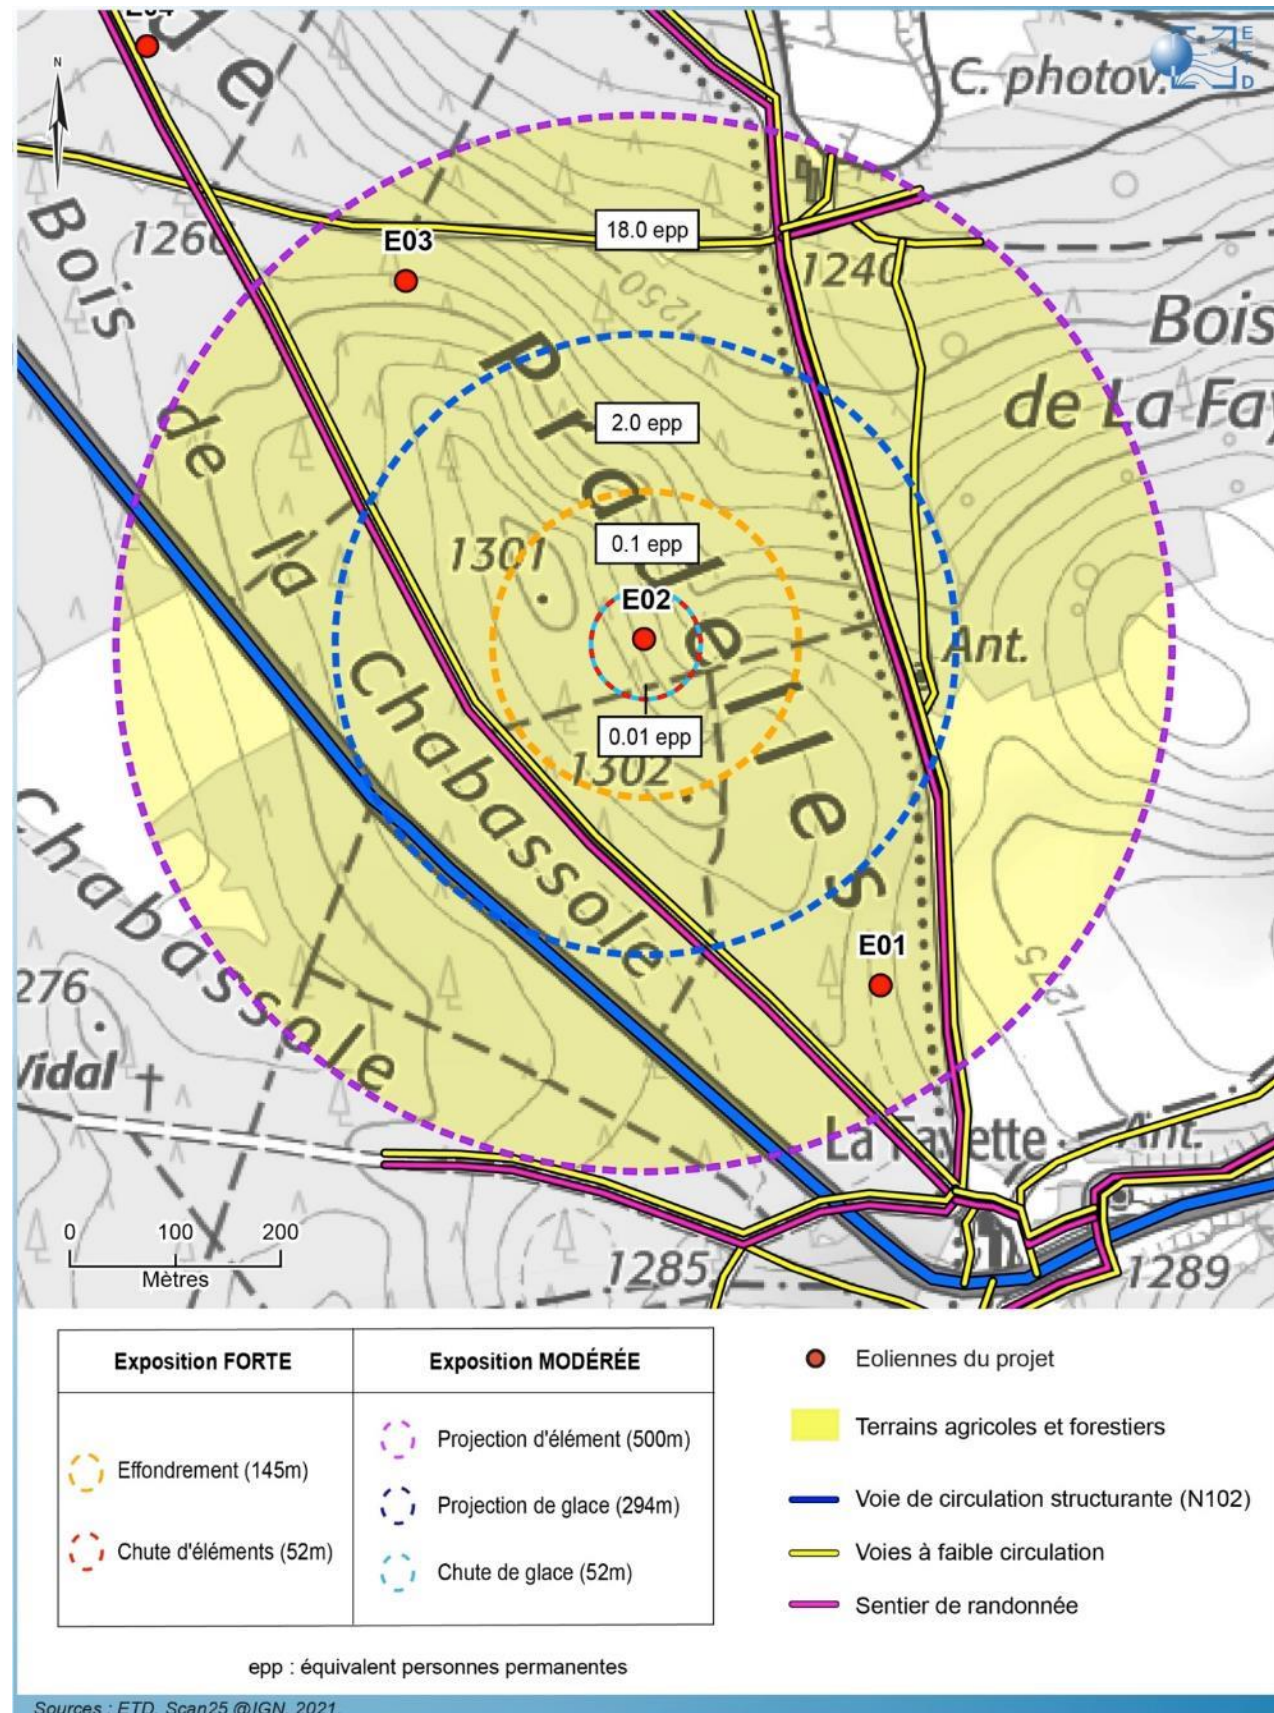 E04
E
T
D
N
C. photov.
Bois
1266
E03
18.0 epp
1240
1250
Bois
de La Fay
Pradelles
de
la
2.0 epp
1301
0.1 epp
E02
Ant.
Chabassole
0.01 epp
1302
Chabassole
E01
1275
276
Vidal
La Fayette
Ant.
0 100 200
Mètres
1285
1289
Exposition FORTE
Exposition MODÉRÉE
Effondrement (145m)
Chute d'éléments (52m)
Projection d'élément (500m)
Projection de glace (294m)
Chute de glace (52m)
Eoliennes du projet
Terrains agricoles et forestiers
Voie de circulation structurante (N102)
Voies à faible circulation
Sentier de randonnée
epp : équivalent personnes permanentes
Sources : ETD, Scan25 @IGN, 2021